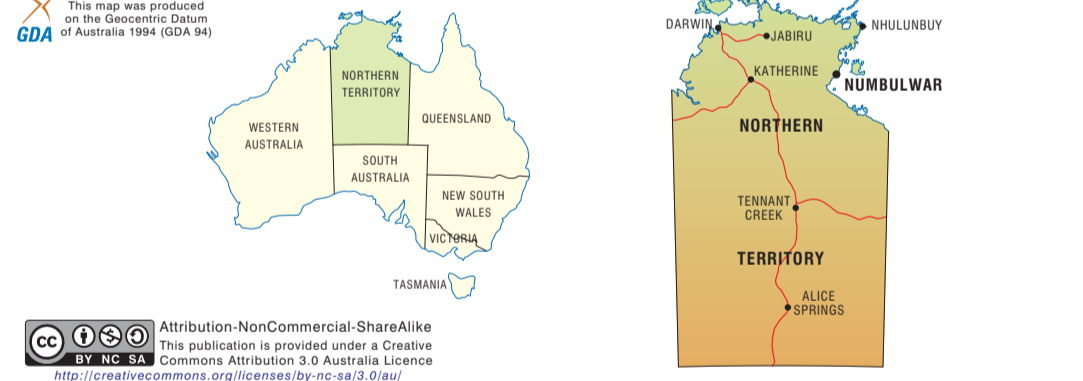 This map was produced
on the Geocentric Datum
of Australia 1994 (GDA 94)
GDA
NORTHERN
TERRITORY
QUEENSLAND
WESTERN
AUSTRALIA
SOUTH
AUSTRALIA
NEW SOUTH
WALES
VICTORIA
TASMANIA
DARWIN
JABIRU
NHULUNBUY
KATHERINE
NUMBULWAR
NORTHERN
TENNANT
CREEK
TERRITORY
ALICE
SPRINGS
cc
BY NC SA
Attribution-NonCommercial-ShareAlike
This publication is provided under a Creative
Commons Attribution 3.0 Australia Licence
http://creativecommons.org/licenses/by-nc-sa/3.0/au/